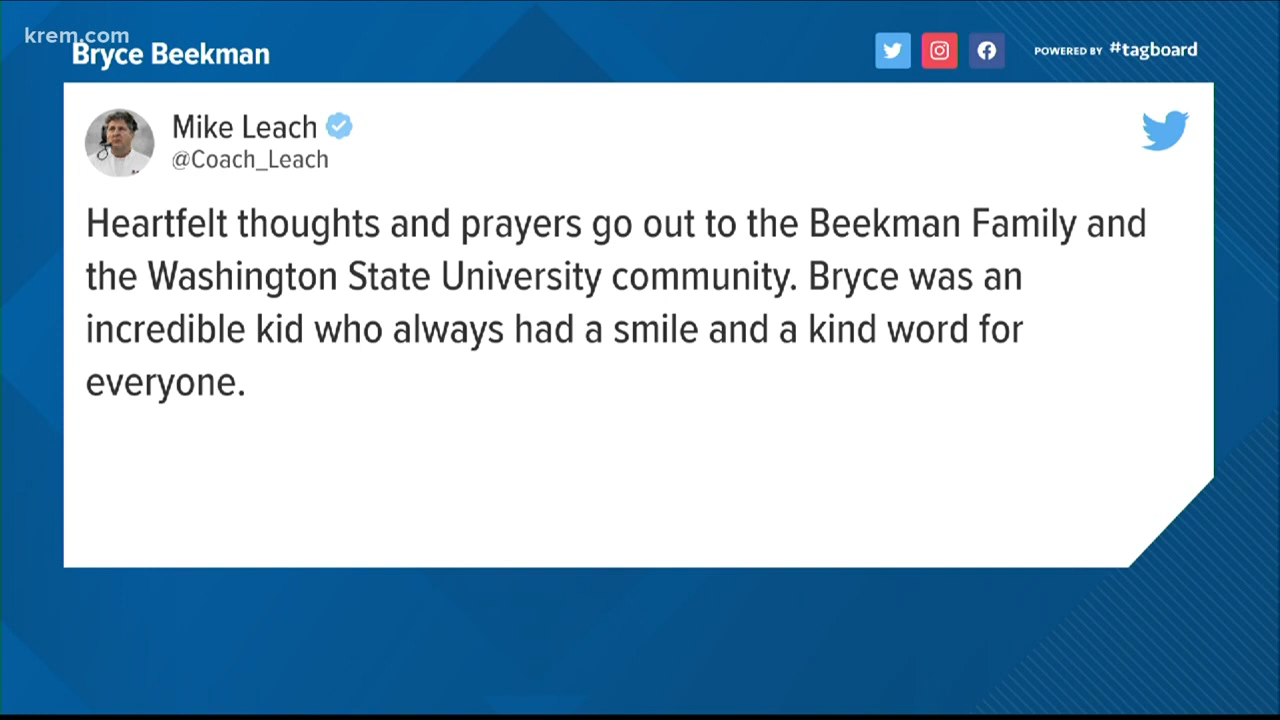 krem.com
Bryce Beekman
POWERED BY #tagboard
Mike Leach
@Coach_Leach
Heartfelt thoughts and prayers go out to the Beekman Family and
the Washington State University community. Bryce was an
incredible kid who always had a smile and a kind word for
everyone.